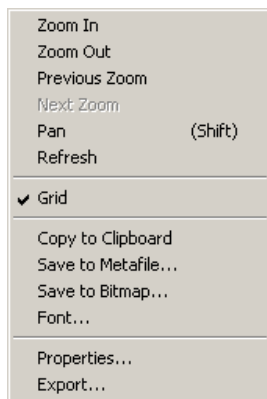 Zoom In
Zoom Out
Previous Zoom
Next Zoom
Pan (Shift)
Refresh
Grid
Copy to Clipboard
Save to Metafile...
Save to Bitmap...
Font...
Properties...
Export...